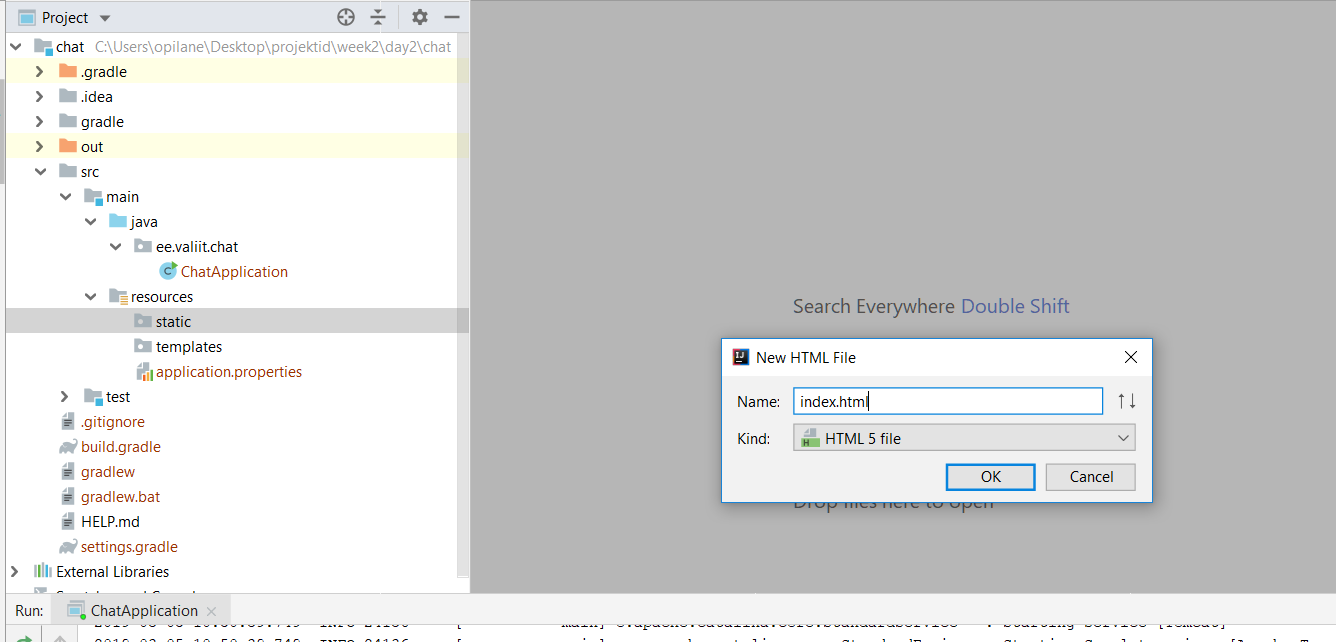 Project
chat C:\Users\opilane\Desktop\projektid\week2\day2\chat
.gradle
.idea
gradle
out
src
main
java
ee.valiit.chat
ChatApplication
resources
static
templates
application.properties
test
.gitignore
build.gradle
gradlew
gradlew.bat
HELP.md
settings.gradle
External Libraries
Search Everywhere Double Shift
New HTML File
Name: index.html
Kind: H HTML 5 file
OK Cancel
Drop files here to open
Run: ChatApplication